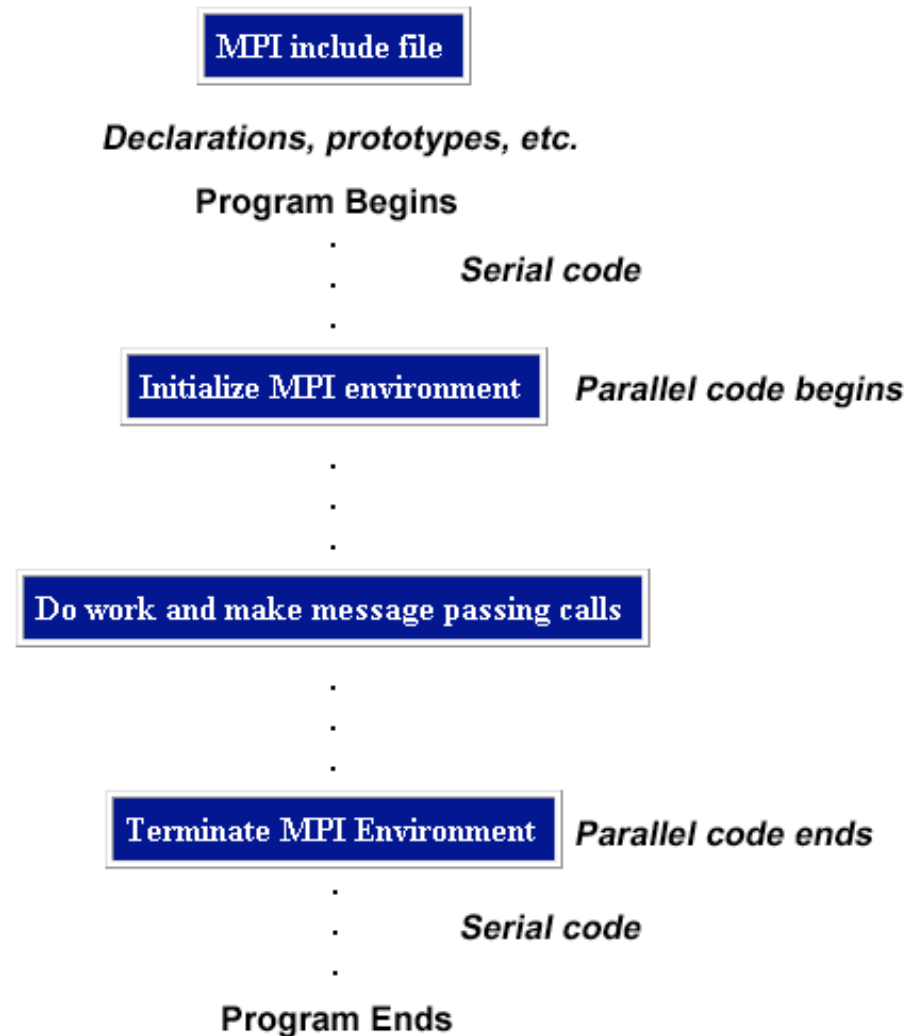 MPI include file
Declarations, prototypes, etc.
Program Begins
Serial code
Initialize MPI environment
Parallel code begins
Do work and make message passing calls
Terminate MPI Environment
Parallel code ends
Serial code
Program Ends